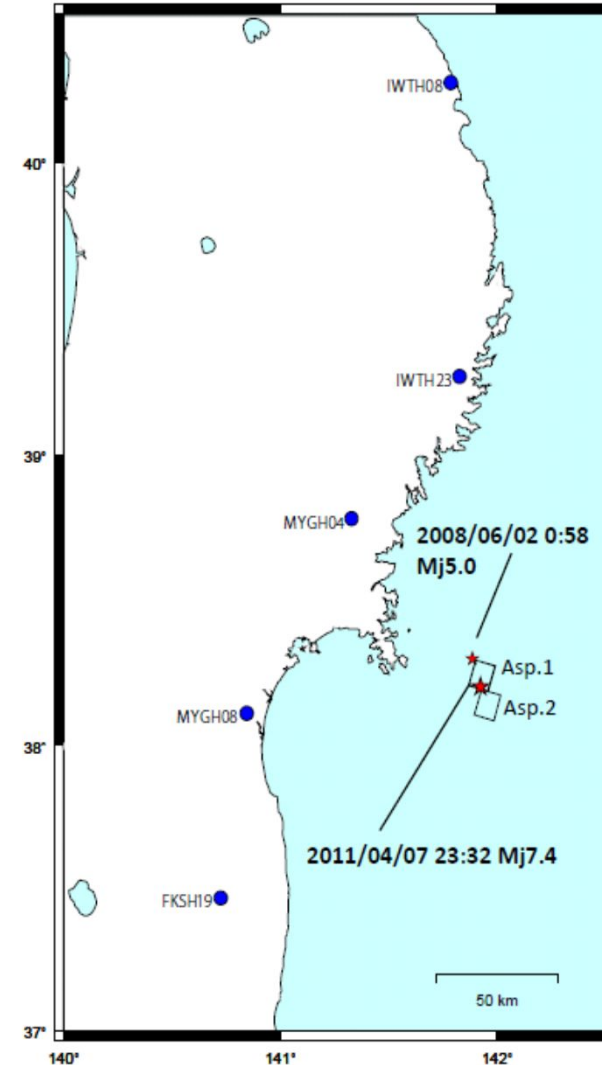 IWTH08
40°
IWTH23
39°
MYGH04
2008/06/02 0:58
Mj5.0
Asp.1
Asp.2
MYGH08
38°
2011/04/07 23:32 Mj7.4
FKSH19
50 km
37°
140°
141°
142°